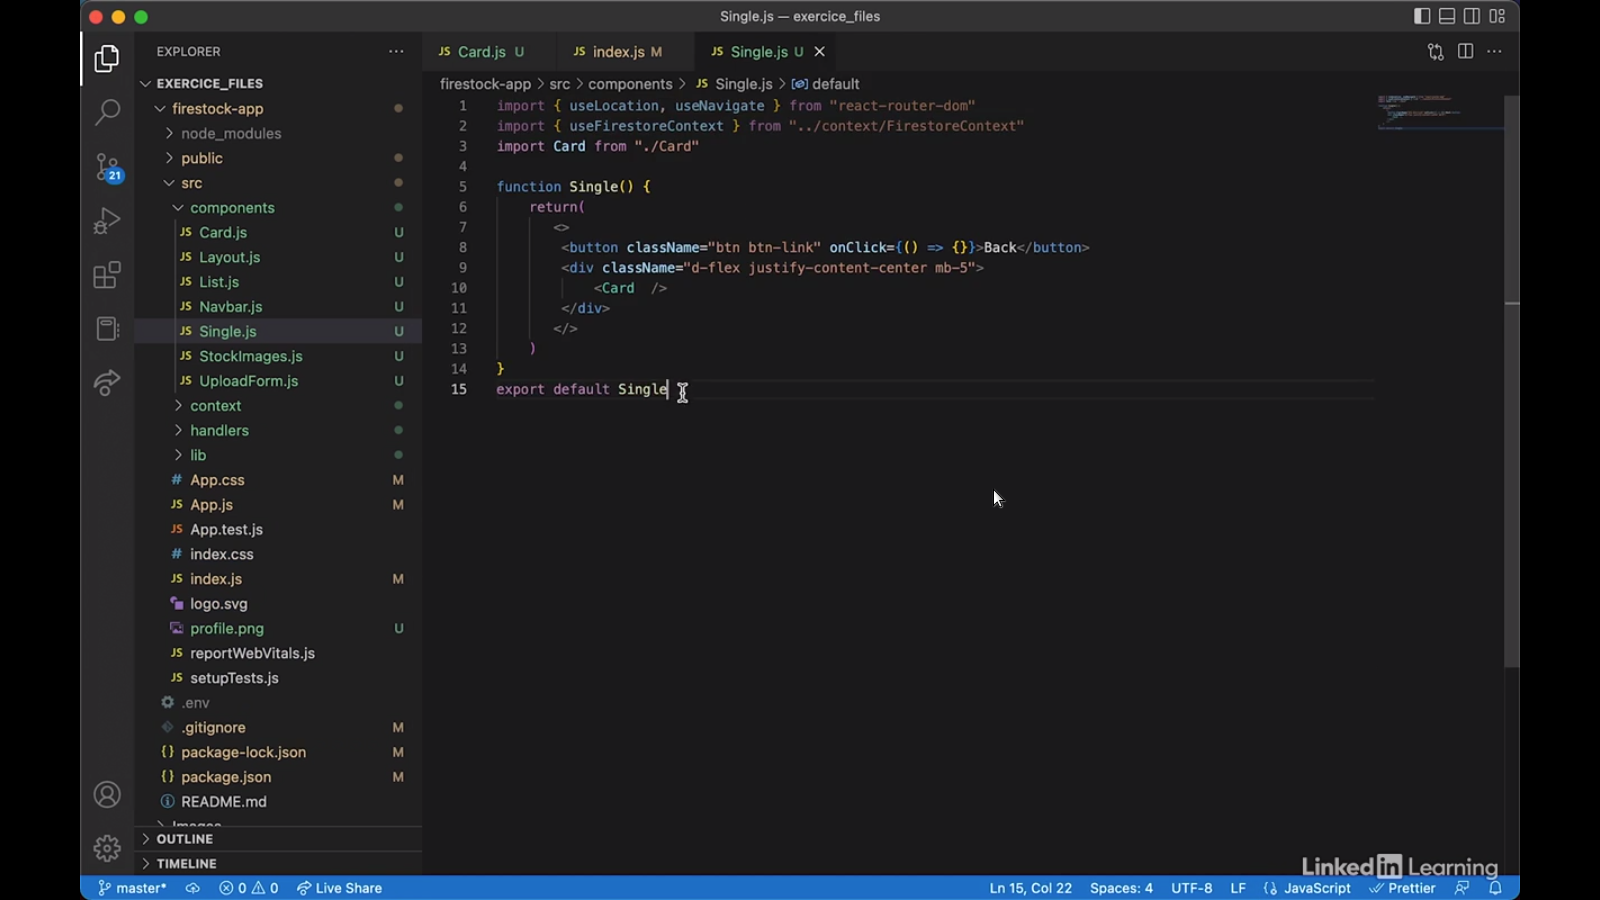 Single.js — exercice_files
EXPLORER
EXERCICE_FILES
firestock-app
node_modules
public
src
components
JS Card.js U
JS Layout.js U
JS List.js U
JS Navbar.js U
JS Single.js U
JS StockImages.js U
JS UploadForm.js U
context
handlers
lib
# App.css M
JS App.js M
JS App.test.js
# index.css
JS index.js M
logo.svg
profile.png U
JS reportWebVitals.js
JS setupTests.js
.env
.gitignore M
{} package-lock.json M
{} package.json M
README.md
OUTLINE
TIMELINE
21
JS Card.js U
JS index.js M
JS Single.js U
firestock-app > src > components > JS Single.js > default
1 import { useLocation, useNavigate } from "react-router-dom"
2 import { useFirestoreContext } from "../context/FirestoreContext"
3 import Card from "./Card"
4
5 function Single() {
6 return(
7 <>
8 <button className="btn btn-link" onClick={() => {}}>Back</button>
9 <div className="d-flex justify-content-center mb-5">
10 <Card />
11 </div>
12 </>
13 )
14 }
15 export default Single
Linkedin Learning
master* 0 0 Live Share
Ln 15, Col 22 Spaces: 4 UTF-8 LF {} JavaScript Prettier